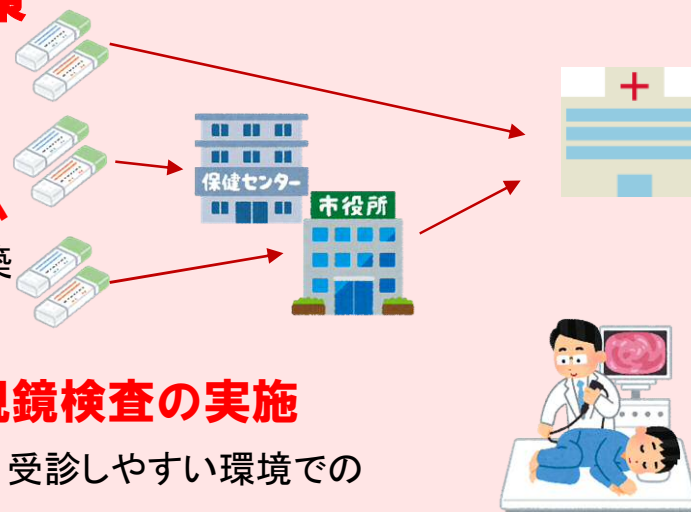 保健センター
市役所
築
鏡検査の実施
受診しやすい環境での